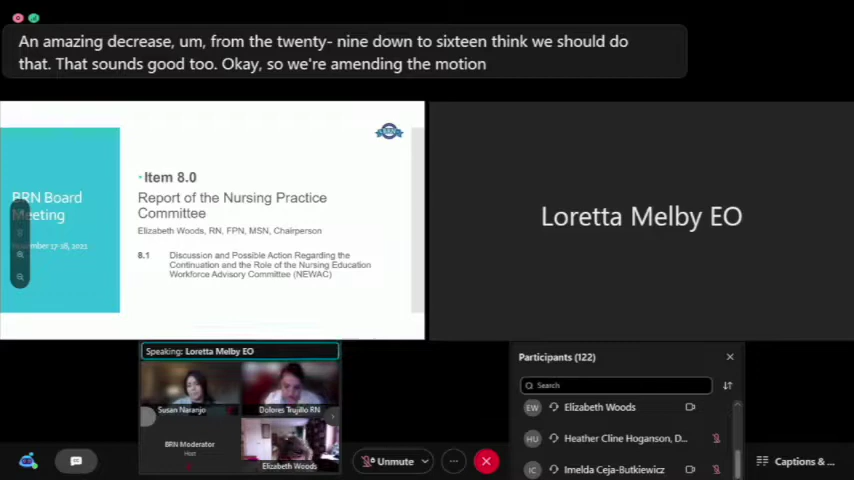 An amazing decrease, um, from the twenty- nine down to sixteen think we should do
that. That sounds good too. Okay, so we're amending the motion
BRN Board
Meeting
November 17-18, 2021
Item 8.0
Report of the Nursing Practice
Committee
Elizabeth Woods, RN, FPN, MSN, Chairperson
8.1 Discussion and Possible Action Regarding the
Continuation and the Role of the Nursing Education
Workforce Advisory Committee (NEWAC)
Loretta Melby EO
Speaking: Loretta Melby EO
Susan Naranjo
Dolores Trujillo RN
BRN Moderator
Host
Elizabeth Woods
Unmute
Participants (122)
Search
EW Elizabeth Woods
HU Heather Cline Hoganson, D...
IC Imelda Ceja-Butkiewicz
Captions & ...